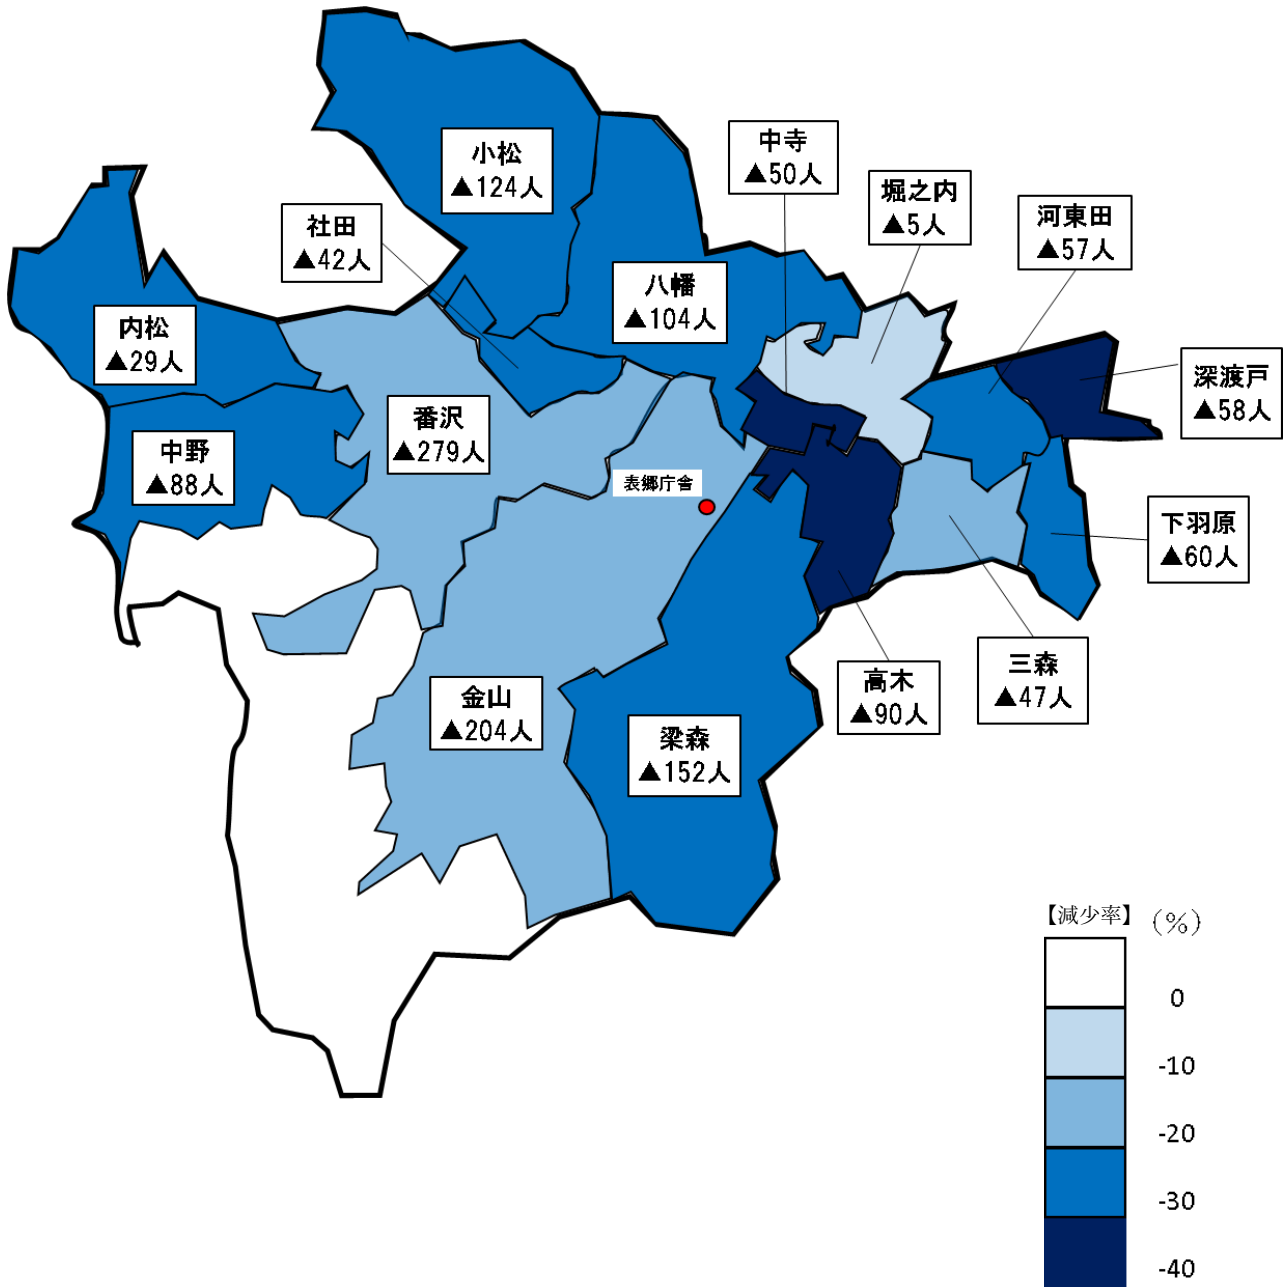 小松
▲124人
中寺
▲50人
堀之内
▲5人
河東田
▲57人
社田
▲42人
八幡
▲104人
内松
▲29人
深渡戸
▲58人
番沢
▲279人
中野
▲88人
表郷庁舎
下羽原
▲60人
三森
▲47人
高木
▲90人
金山
▲204人
梁森
▲152人
【減少率】 (%)
0
-10
-20
-30
-40